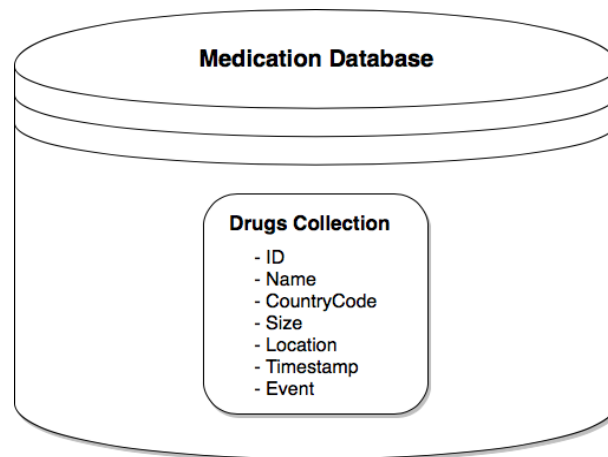 Medication Database
Drugs Collection
- ID
- Name
- CountryCode
- Size
- Location
- Timestamp
- Event